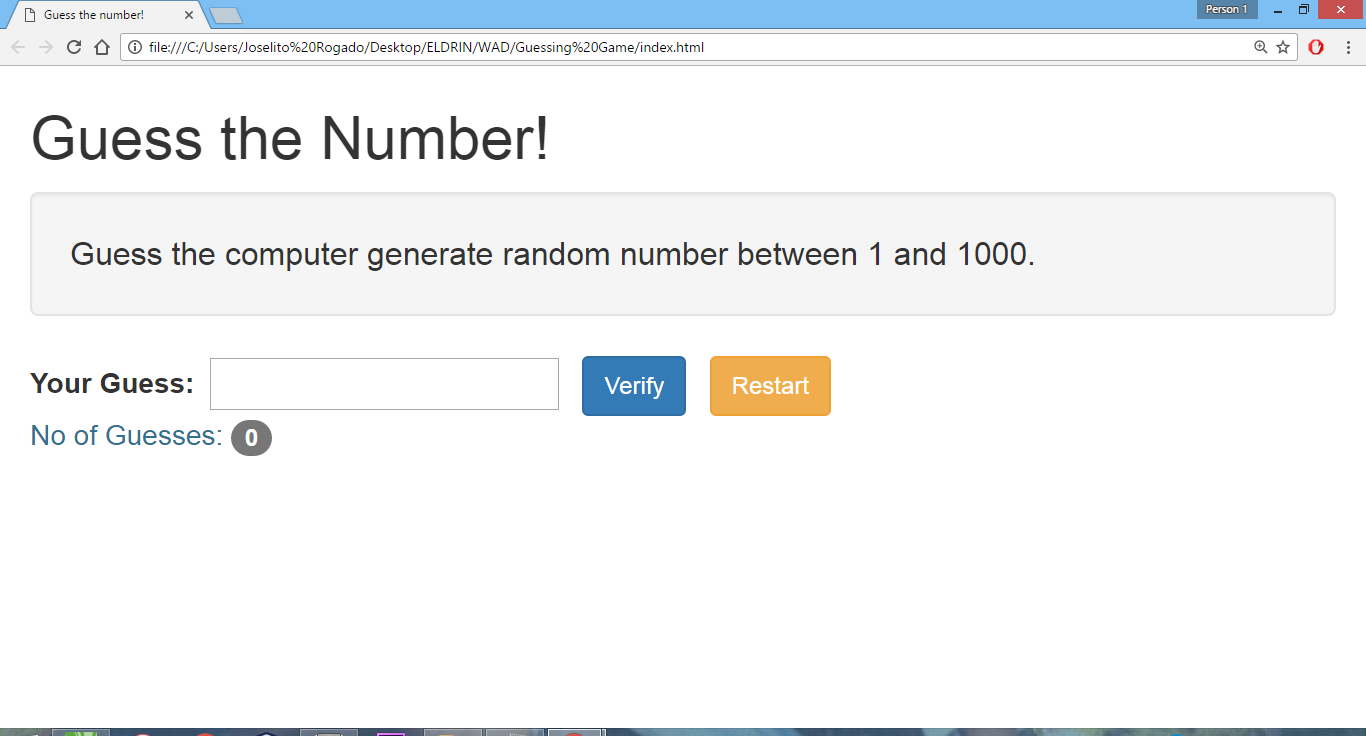 Guess the number!
Person 1
file:///C:/Users/Joselito%20Rogado/Desktop/ELDRIN/WAD/Guessing%20Game/index.html
Guess the Number!
Guess the computer generate random number between 1 and 1000.
Your Guess: Verify Restart
No of Guesses: 0